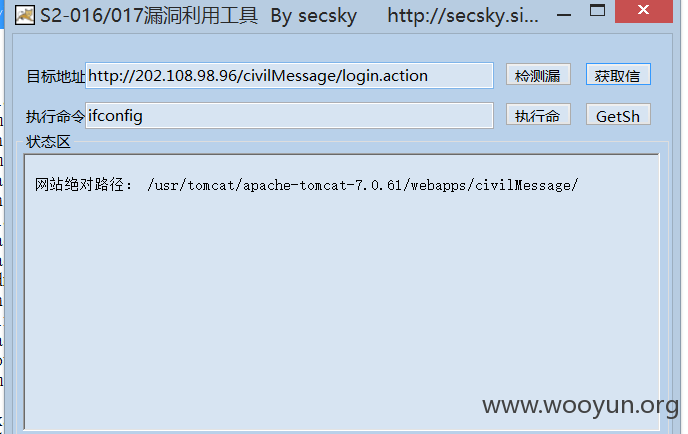 S2-016/017漏洞利用工具 By secsky http://secsky.si...
目标地址 http://202.108.98.96/civilMessage/login.action 检测漏 获取信
执行命令 ifconfig 执行命 GetSh
状态区
网站绝对路径： /usr/tomcat/apache-tomcat-7.0.61/webapps/civilMessage/
www.wooyun.org